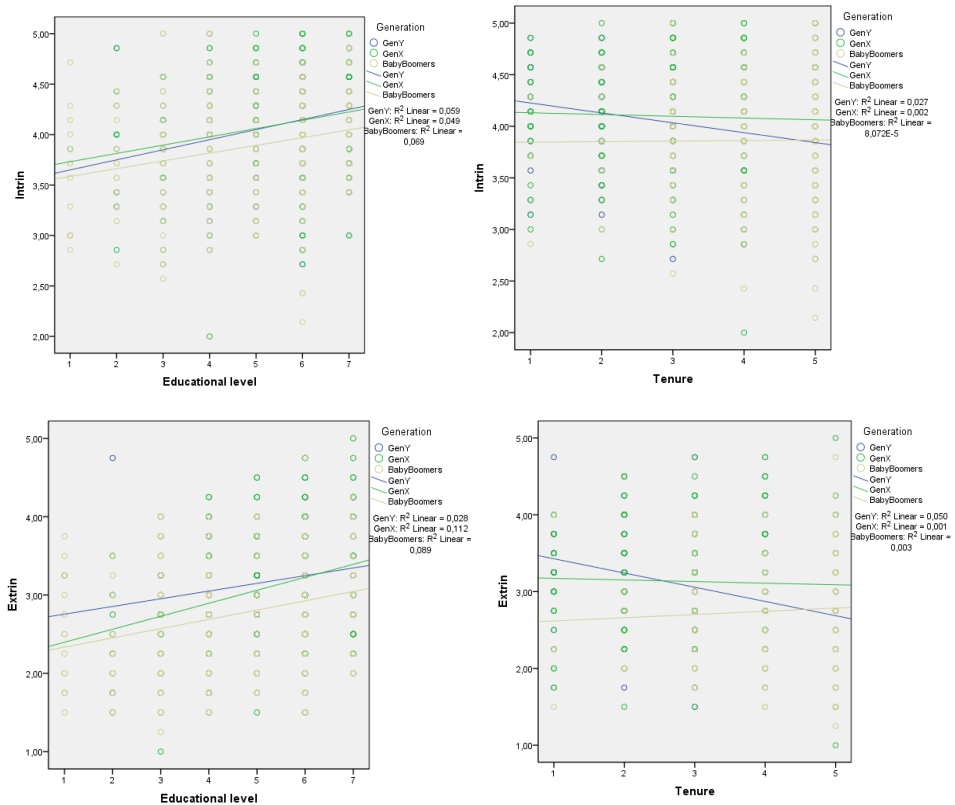 Generation
GenY
GenX
BabyBoomers
GenY
GenX
BabyBoomers
GenY: R² Linear = 0,059
GenX: R² Linear = 0,049
BabyBoomers: R² Linear =
0,069
5,00
4,50
4,00
3,50
3,00
2,50
2,00
Intrin
1 2 3 4 5 6 7
Educational level
Generation
GenY
GenX
BabyBoomers
GenY
GenX
BabyBoomers
GenY: R² Linear = 0,027
GenX: R² Linear = 0,002
BabyBoomers: R² Linear =
8,072E-5
5,00
4,50
4,00
3,50
3,00
2,50
2,00
Intrin
1 2 3 4 5
Tenure
Generation
GenY
GenX
BabyBoomers
GenY
GenX
BabyBoomers
GenY: R² Linear = 0,028
GenX: R² Linear = 0,112
BabyBoomers: R² Linear =
0,089
5,00
4,00
3,00
2,00
1,00
Extrin
1 2 3 4 5 6 7
Educational level
Generation
GenY
GenX
BabyBoomers
GenY
GenX
BabyBoomers
GenY: R² Linear = 0,050
GenX: R² Linear = 0,001
BabyBoomers: R² Linear =
0,003
5,00
4,00
3,00
2,00
1,00
Extrin
1 2 3 4 5
Tenure